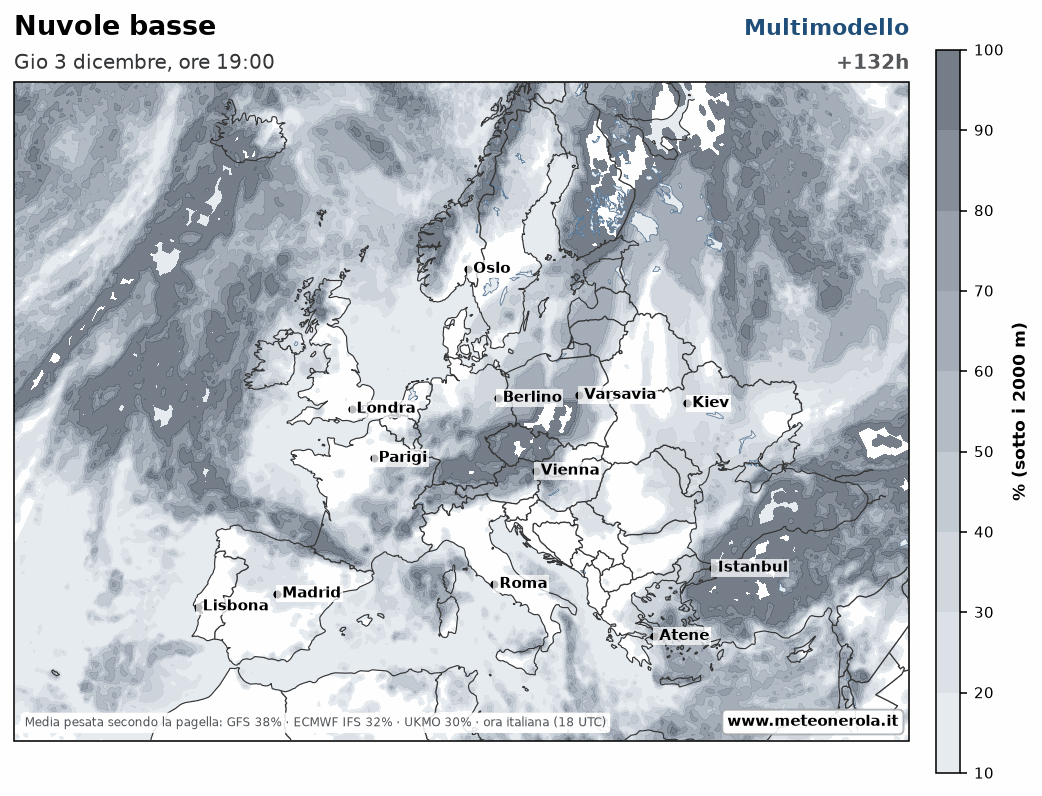 Nuvole basse
Multimodello
Gio 3 dicembre, ore 19:00
+132h
100
90
80
70
60
50
40
30
20
10
% (sotto i 2000 m)
Oslo
Berlino
Varsavia
Kiev
Londra
Parigi
Vienna
Istanbul
Roma
Madrid
Lisbona
Atene
Media pesata secondo la pagella: GFS 38% · ECMWF IFS 32% · UKMO 30% · ora italiana (18 UTC)
www.meteonerola.it